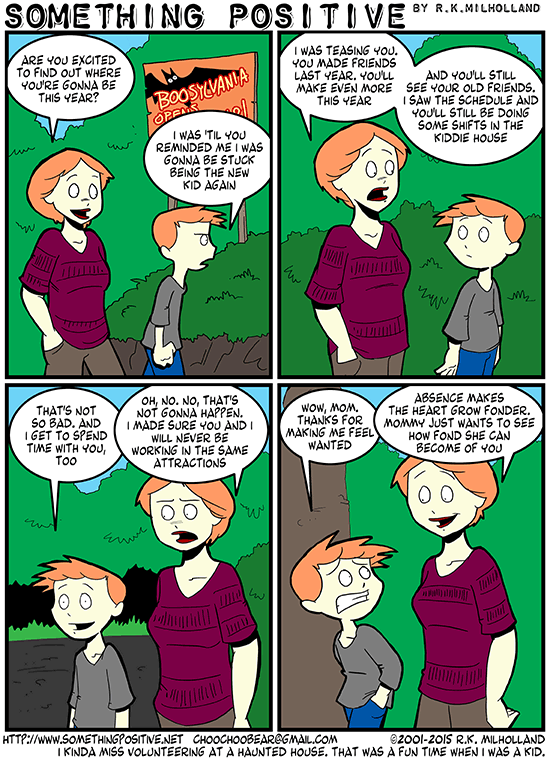 SOMETHING POSITIVE BY R.K.MILHOLLAND
ARE YOU EXCITED
TO FIND OUT WHERE
YOU'RE GONNA BE
THIS YEAR?
BOOSYLVANIA
I WAS 'TIL YOU
REMINDED ME I WAS
GONNA BE STUCK
BEING THE NEW
KID AGAIN
I WAS TEASING YOU.
YOU MADE FRIENDS
LAST YEAR. YOU'LL
MAKE EVEN MORE
THIS YEAR
AND YOU'LL STILL
SEE YOUR OLD FRIENDS.
I SAW THE SCHEDULE AND
YOU'LL STILL BE DOING
SOME SHIFTS IN THE
KIDDIE HOUSE
THAT'S NOT
SO BAD. AND
I GET TO SPEND
TIME WITH YOU,
TOO
OH, NO. NO, THAT'S
NOT GONNA HAPPEN.
I MADE SURE YOU AND I
WILL NEVER BE
WORKING IN THE SAME
ATTRACTIONS
WOW, MOM.
THANKS FOR
MAKING ME FEEL
WANTED
ABSENCE MAKES
THE HEART GROW FONDER.
MOMMY JUST WANTS TO SEE
HOW FOND SHE CAN
BECOME OF YOU
HTTP://WWW.SOMETHINGPOSITIVE.NET CHOOCHOOBEAR@GMAIL.COM ©2001-2015 R.K. MILHOLLAND
I KINDA MISS VOLUNTEERING AT A HAUNTED HOUSE. THAT WAS A FUN TIME WHEN I WAS A KID.